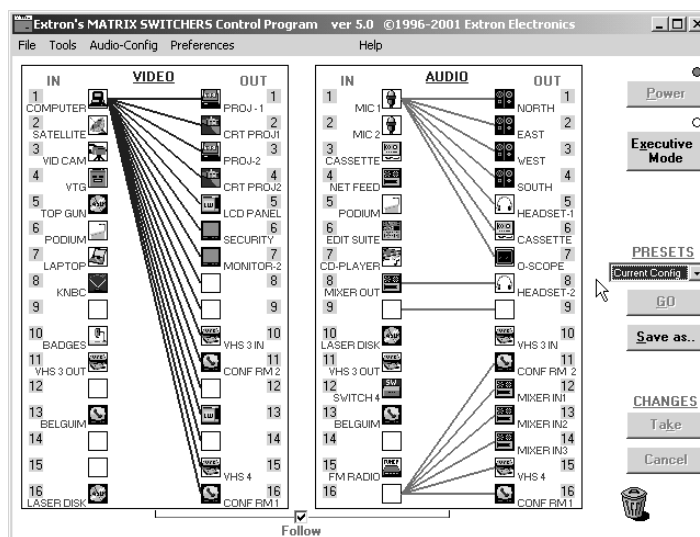 Extron's MATRIX SWITCHERS Control Program ver 5.0 ©1996-2001 Extron Electronics
File Tools Audio-Config Preferences Help
IN VIDEO OUT
1 COMPUTER 1 PROJ-1
2 SATELLITE 2 CRT PROJ1
3 VID CAM 3 PROJ-2
4 VTG 4 CRT PROJ2
5 TOP GUN 5 LCD PANEL
6 PODIUM 6 SECURITY
7 LAPTOP 7 MONITOR-2
8 KNBC 8
9 9
10 BADGES 10 VHS 3 IN
11 VHS 3 OUT 11 CONF RM 2
12 12
13 BELGUIM 13
14 14
15 15 VHS 4
16 LASER DISK 16 CONF RM 1
IN AUDIO OUT
1 MIC 1 1 NORTH
2 MIC 2 2 EAST
3 CASSETTE 3 WEST
4 NET FEED 4 SOUTH
5 PODIUM 5 HEADSET-1
6 EDIT SUITE 6 CASSETTE
7 CD-PLAYER 7 O-SCOPE
8 MIXER OUT 8 HEADSET-2
9 9
10 LASER DISK 10 VHS 3 IN
11 11 CONF RM 2
12 SWITCH 4 12 MIXER IN1
13 BELGUIM 13 MIXER IN2
14 14 MIXER IN3
15 FM RADIO 15 VHS 4
16 16 CONF RM 1
Follow
Power
Executive
Mode
PRESETS
Current Config
GO
Save as..
CHANGES
Take
Cancel